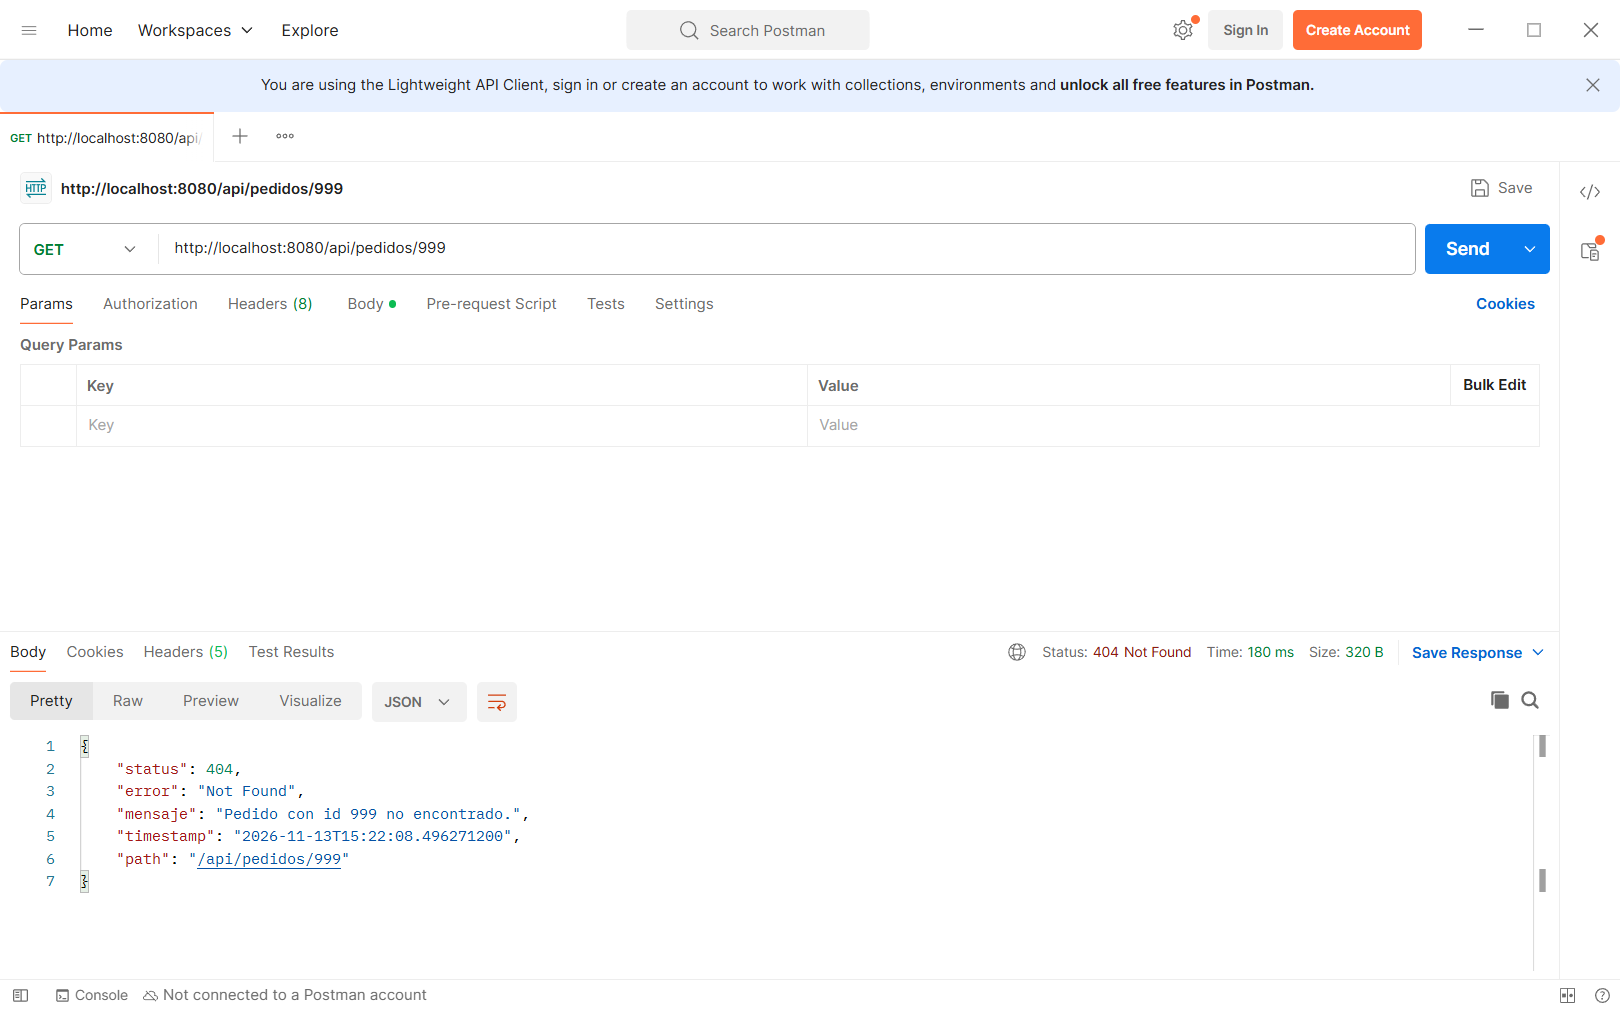 Home Workspaces Explore Search Postman Sign In Create Account
You are using the Lightweight API Client, sign in or create an account to work with collections, environments and unlock all free features in Postman.
GET http://localhost:8080/api/
HTTP http://localhost:8080/api/pedidos/999 Save
GET http://localhost:8080/api/pedidos/999 Send
Params Authorization Headers (8) Body Pre-request Script Tests Settings Cookies
Query Params
Key Value Bulk Edit
Key Value
Body Cookies Headers (5) Test Results Status: 404 Not Found Time: 180 ms Size: 320 B Save Response
Pretty Raw Preview Visualize JSON
1 {
2 "status": 404,
3 "error": "Not Found",
4 "mensaje": "Pedido con id 999 no encontrado.",
5 "timestamp": "2026-11-13T15:22:08.496271200",
6 "path": "/api/pedidos/999"
7 }
Console Not connected to a Postman account